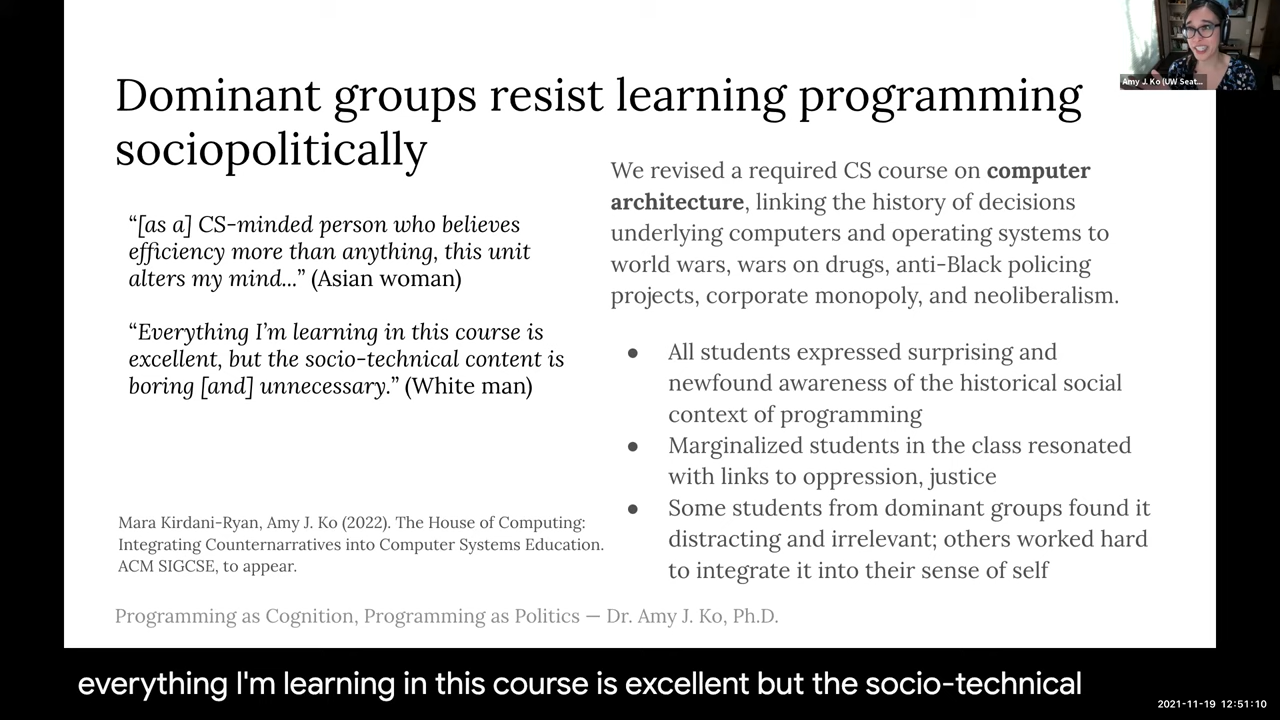 Dominant groups resist learning programming
sociopolitically
“[as a] CS-minded person who believes
efficiency more than anything, this unit
alters my mind...” (Asian woman)
“Everything I’m learning in this course is
excellent, but the socio-technical content is
boring [and] unnecessary.” (White man)
Mara Kirdani-Ryan, Amy J. Ko (2022). The House of Computing:
Integrating Counternarratives into Computer Systems Education.
ACM SIGCSE, to appear.
We revised a required CS course on computer
architecture, linking the history of decisions
underlying computers and operating systems to
world wars, wars on drugs, anti-Black policing
projects, corporate monopoly, and neoliberalism.
● All students expressed surprising and
newfound awareness of the historical social
context of programming
● Marginalized students in the class resonated
with links to oppression, justice
● Some students from dominant groups found it
distracting and irrelevant; others worked hard
to integrate it into their sense of self
Programming as Cognition, Programming as Politics — Dr. Amy J. Ko, Ph.D.
Amy J. Ko (UW Seat...
everything I'm learning in this course is excellent but the socio-technical
2021-11-19 12:51:10